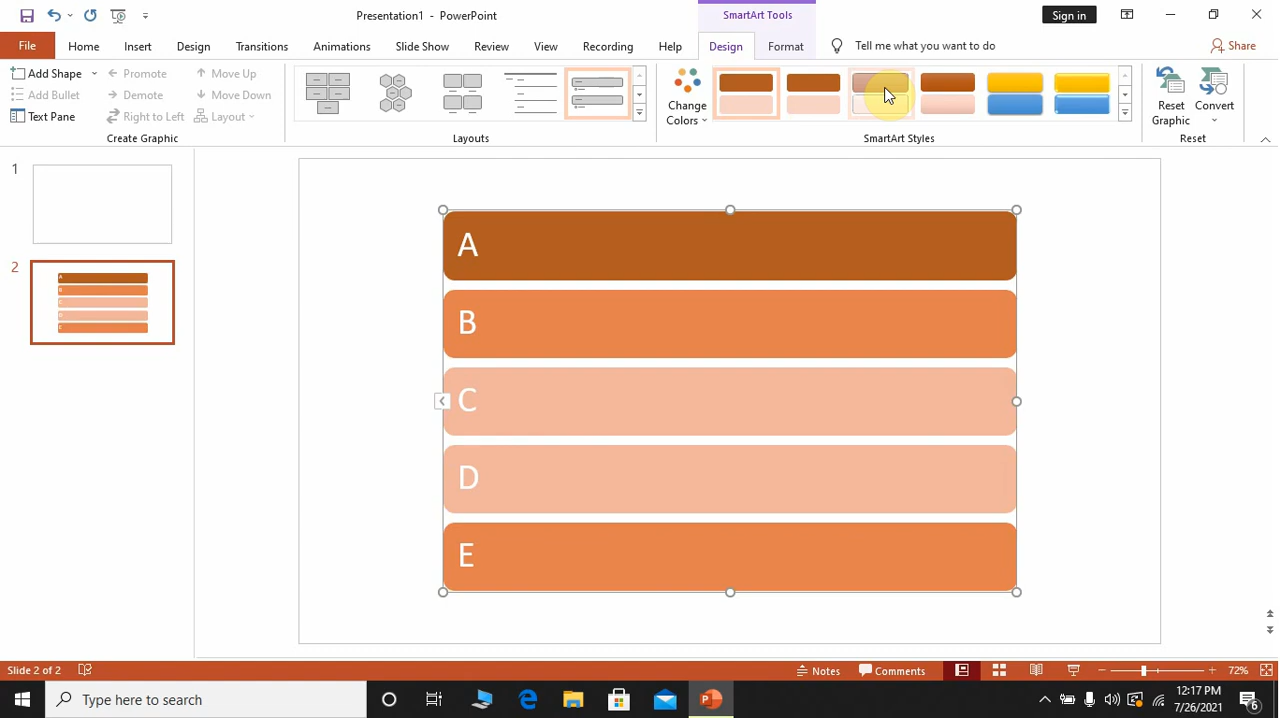 Presentation1 - PowerPoint
SmartArt Tools
Sign in
File
Home
Insert
Design
Transitions
Animations
Slide Show
Review
View
Recording
Help
Design
Format
Tell me what you want to do
Share
Add Shape
Promote
Move Up
Add Bullet
Demote
Move Down
Text Pane
Right to Left
Layout
Create Graphic
Layouts
Change
Colors
SmartArt Styles
Reset
Graphic
Convert
Reset
1
2
A
B
C
D
E
A
B
C
D
E
Slide 2 of 2
Notes
Comments
72%
Type here to search
12:17 PM
7/26/2021
6